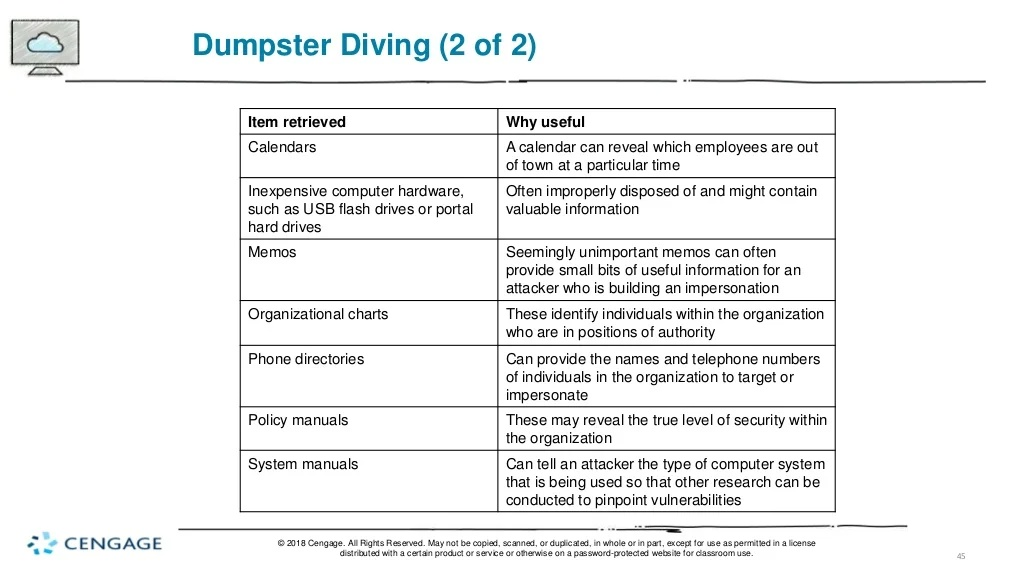 Dumpster Diving (2 of 2)
Item retrieved
Why useful
Calendars
A calendar can reveal which employees are out
of town at a particular time
Inexpensive computer hardware,
such as USB flash drives or portal
hard drives
Often improperly disposed of and might contain
valuable information
Memos
Seemingly unimportant memos can often
provide small bits of useful information for an
attacker who is building an impersonation
Organizational charts
These identify individuals within the organization
who are in positions of authority
Phone directories
Can provide the names and telephone numbers
of individuals in the organization to target or
impersonate
Policy manuals
These may reveal the true level of security within
the organization
System manuals
Can tell an attacker the type of computer system
that is being used so that other research can be
conducted to pinpoint vulnerabilities
CENGAGE
© 2018 Cengage. All Rights Reserved. May not be copied, scanned, or duplicated, in whole or in part, except for use as permitted in a license
distributed with a certain product or service or otherwise on a password-protected website for classroom use.
45